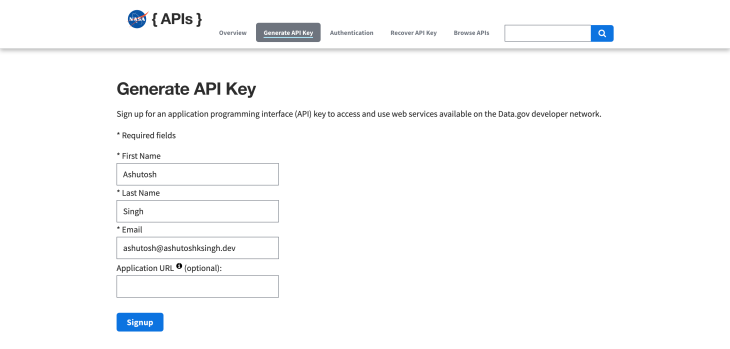 NASA { APIs }
Overview Generate API Key Authentication Recover API Key Browse APIs
Generate API Key
Sign up for an application programming interface (API) key to access and use web services available on the Data.gov developer network.
* Required fields
* First Name
Ashutosh
* Last Name
Singh
* Email
ashutosh@ashutoshksingh.dev
Application URL (optional):
Signup